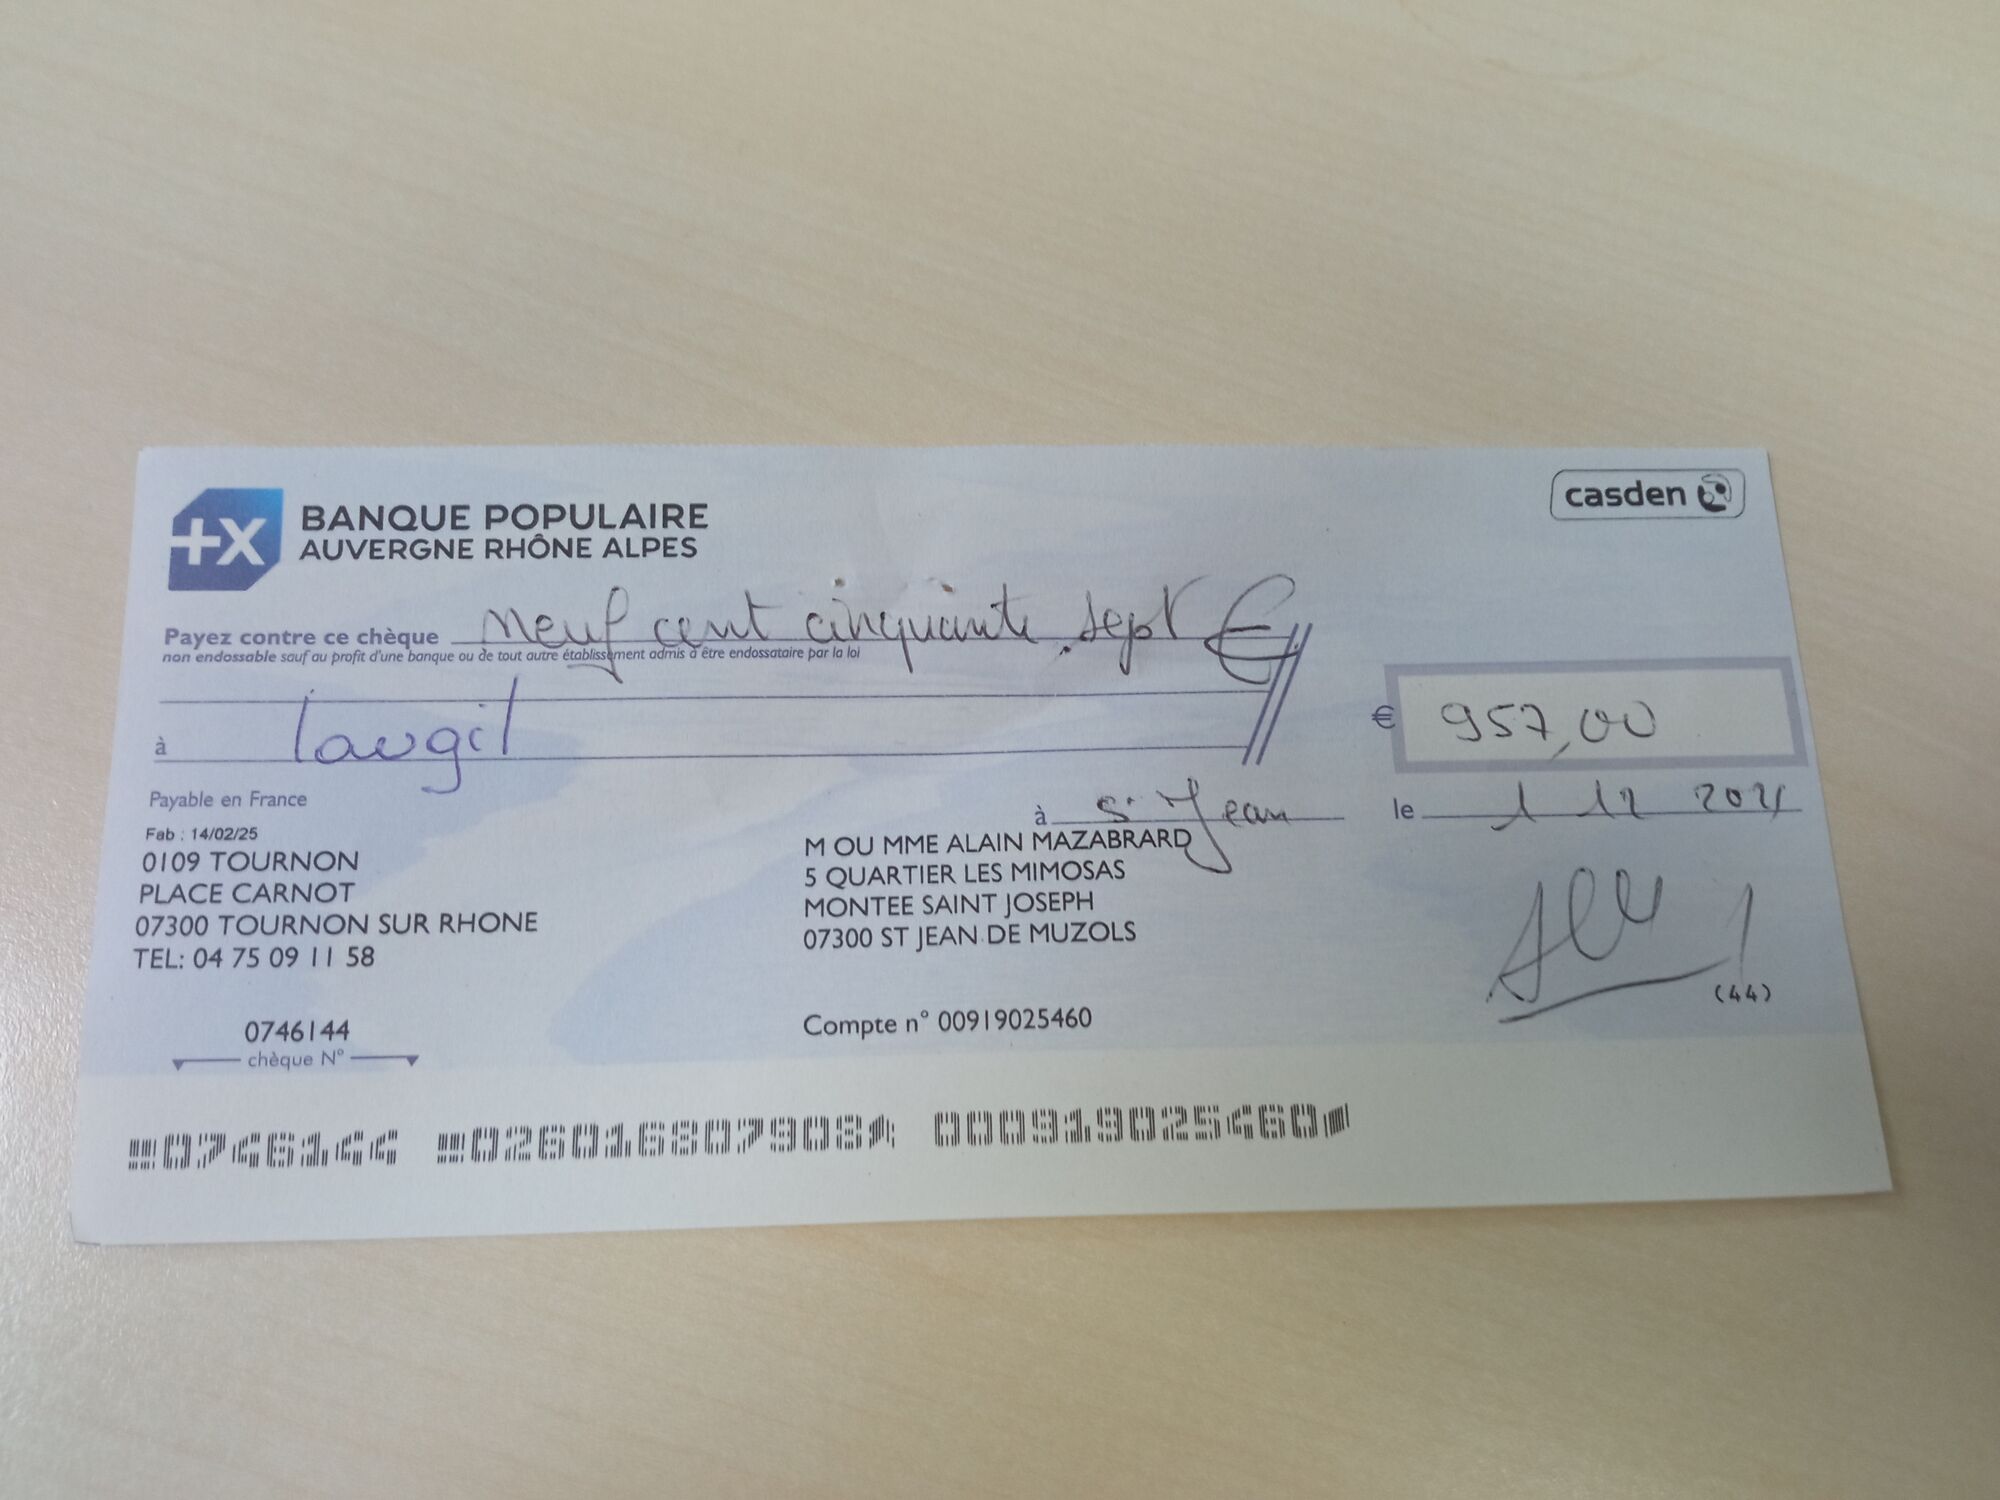 BANQUE POPULAIRE
AUVERGNE RHÔNE ALPES
casden
Payez contre ce chèque Neuf cent cinquante sept €
non endossable sauf au profit d'une banque ou de tout autre établissement admis à être endossataire par la loi
à Lavgil
€ 957,00
Payable en France
à St Jean le 1 12
Fab : 14/02/25
0109 TOURNON
PLACE CARNOT
07300 TOURNON SUR RHONE
TEL: 04 75 09 11 58
M OU MME ALAIN MAZABRARD
5 QUARTIER LES MIMOSAS
MONTEE SAINT JOSEPH
07300 ST JEAN DE MUZOLS
(44)
0746144
chèque N°
Compte n° 00919025460
0746144 026016807908 000919025460